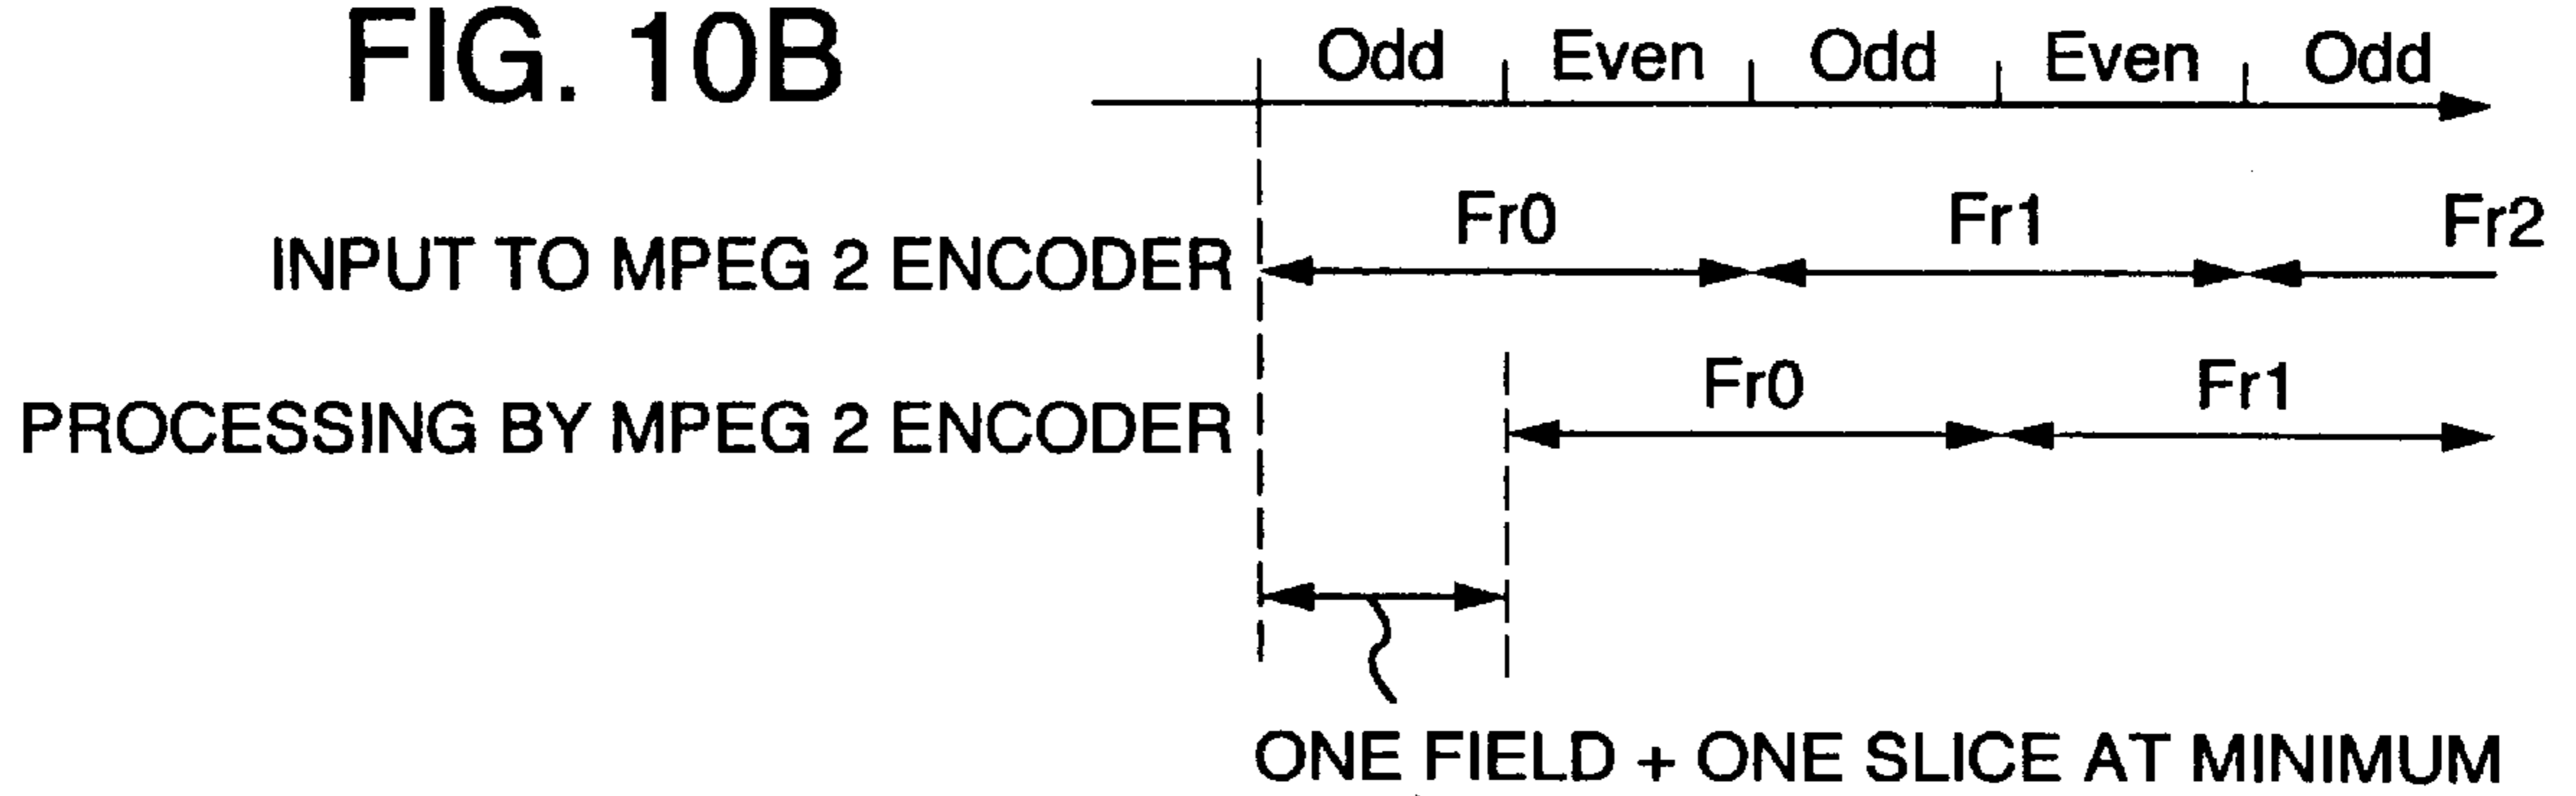 FIG. 10B
Odd Even Odd Even Odd
Fr0 Fr1 Fr2
INPUT TO MPEG 2 ENCODER
Fr0 Fr1
PROCESSING BY MPEG 2 ENCODER
ONE FIELD + ONE SLICE AT MINIMUM